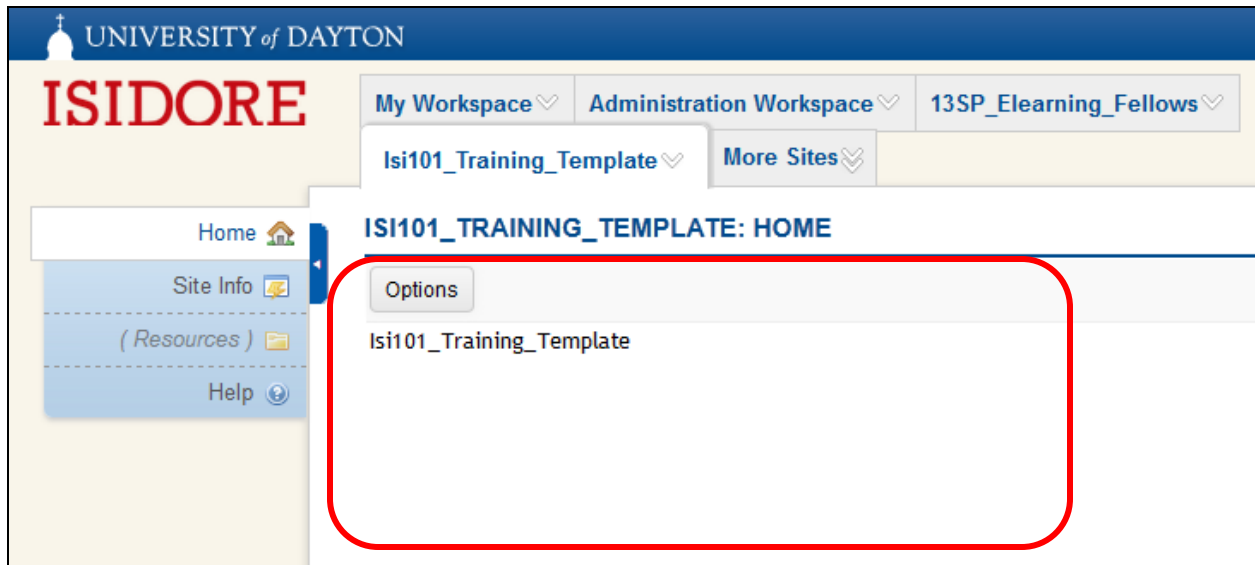 UNIVERSITY of DAYTON
ISIDORE
My Workspace Administration Workspace 13SP_Elearning_Fellows
Isi101_Training_Template More Sites
Home
Site Info
( Resources )
Help
ISI101_TRAINING_TEMPLATE: HOME
Options
Isi101_Training_Template